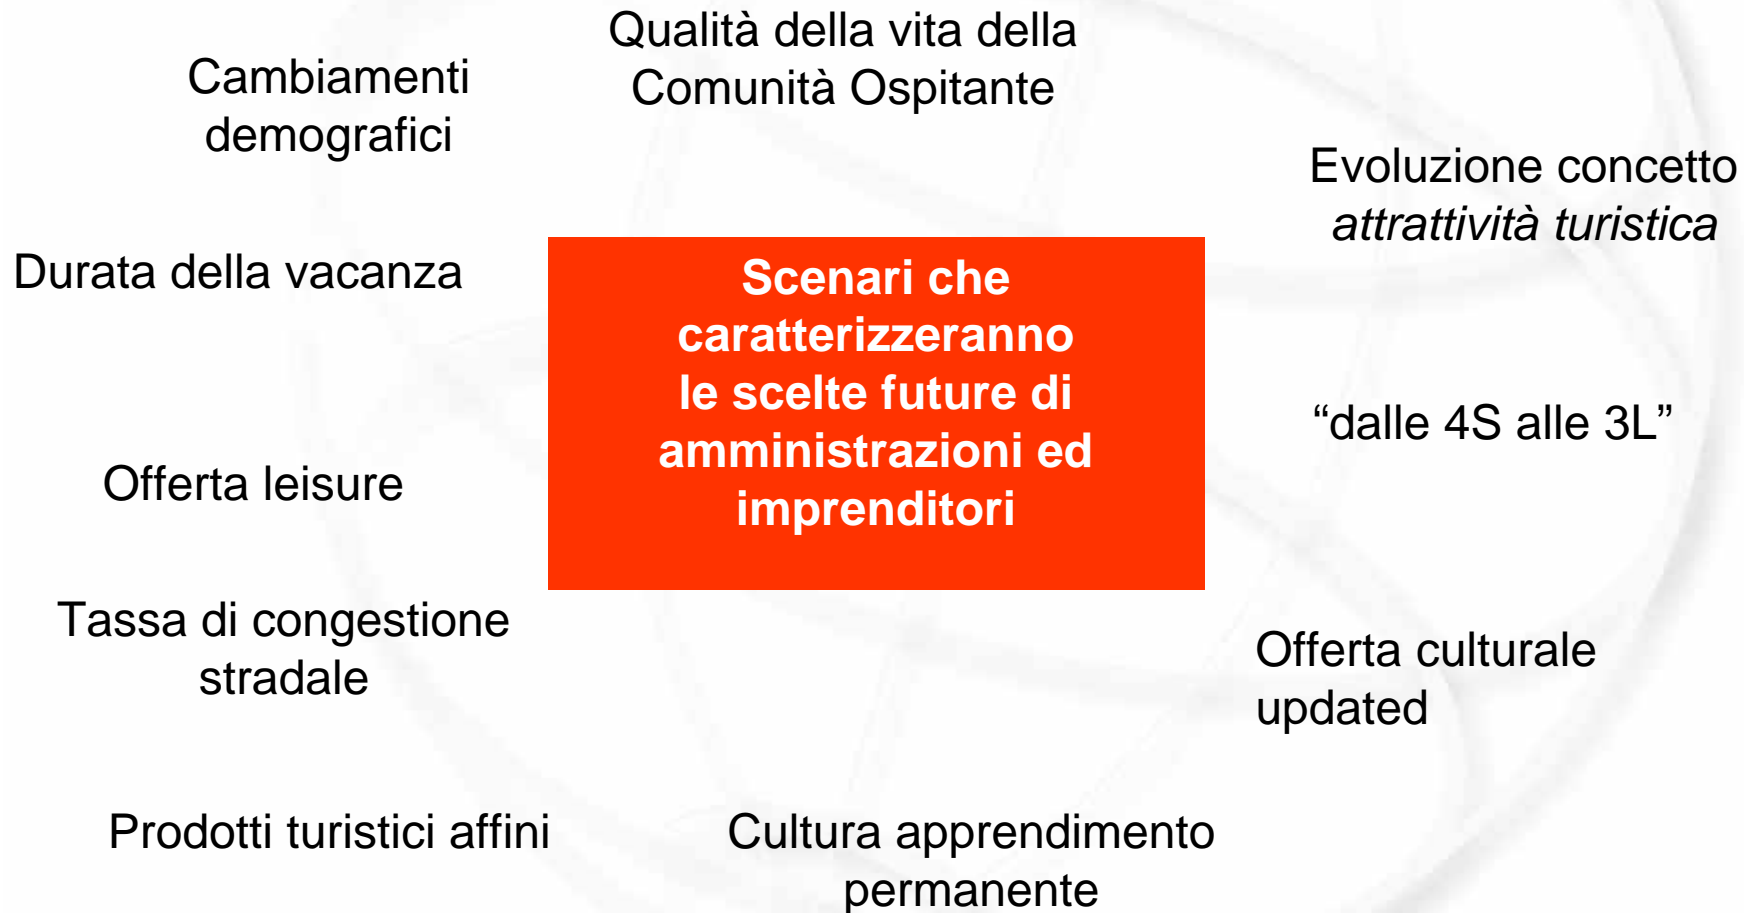 Qualità della vita della
Comunità Ospitante
Cambiamenti
demografici
Evoluzione concetto
attrattività turistica
Durata della vacanza
Scenari che
caratterizzeranno
le scelte future di
amministrazioni ed
imprenditori
“dalle 4S alle 3L”
Offerta leisure
Tassa di congestione
stradale
Offerta culturale
updated
Prodotti turistici affini
Cultura apprendimento
permanente